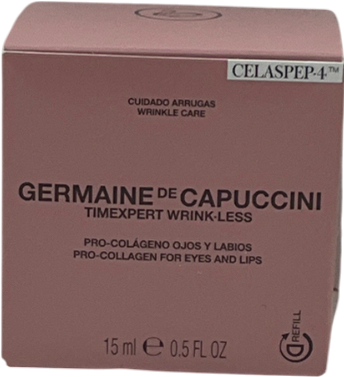 CELASPEP-4™
CUIDADO ARRUGAS
WRINKLE CARE
GERMAINE DE CAPUCCINI
TIMEXPERT WRINK·LESS
PRO-COLÁGENO OJOS Y LABIOS
PRO-COLLAGEN FOR EYES AND LIPS
15 ml ℮ 0.5 FL OZ
REFILL